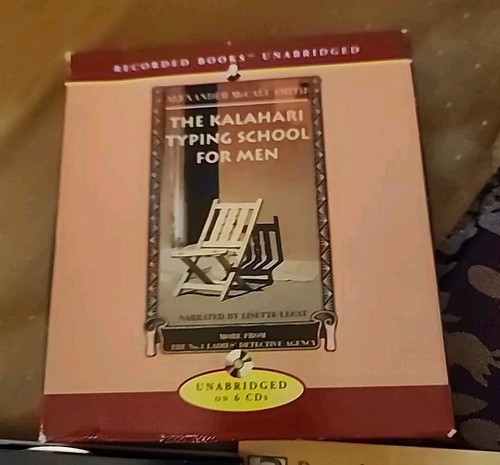 RECORDED BOOKS™ UNABRIDGED
ALEXANDER McCALL SMITH
THE KALAHARI
TYPING SCHOOL
FOR MEN
NARRATED BY LISETTE LECAT
MORE FROM
THE No.1 LADIES' DETECTIVE AGENCY
UNABRIDGED
ON 6 CDs